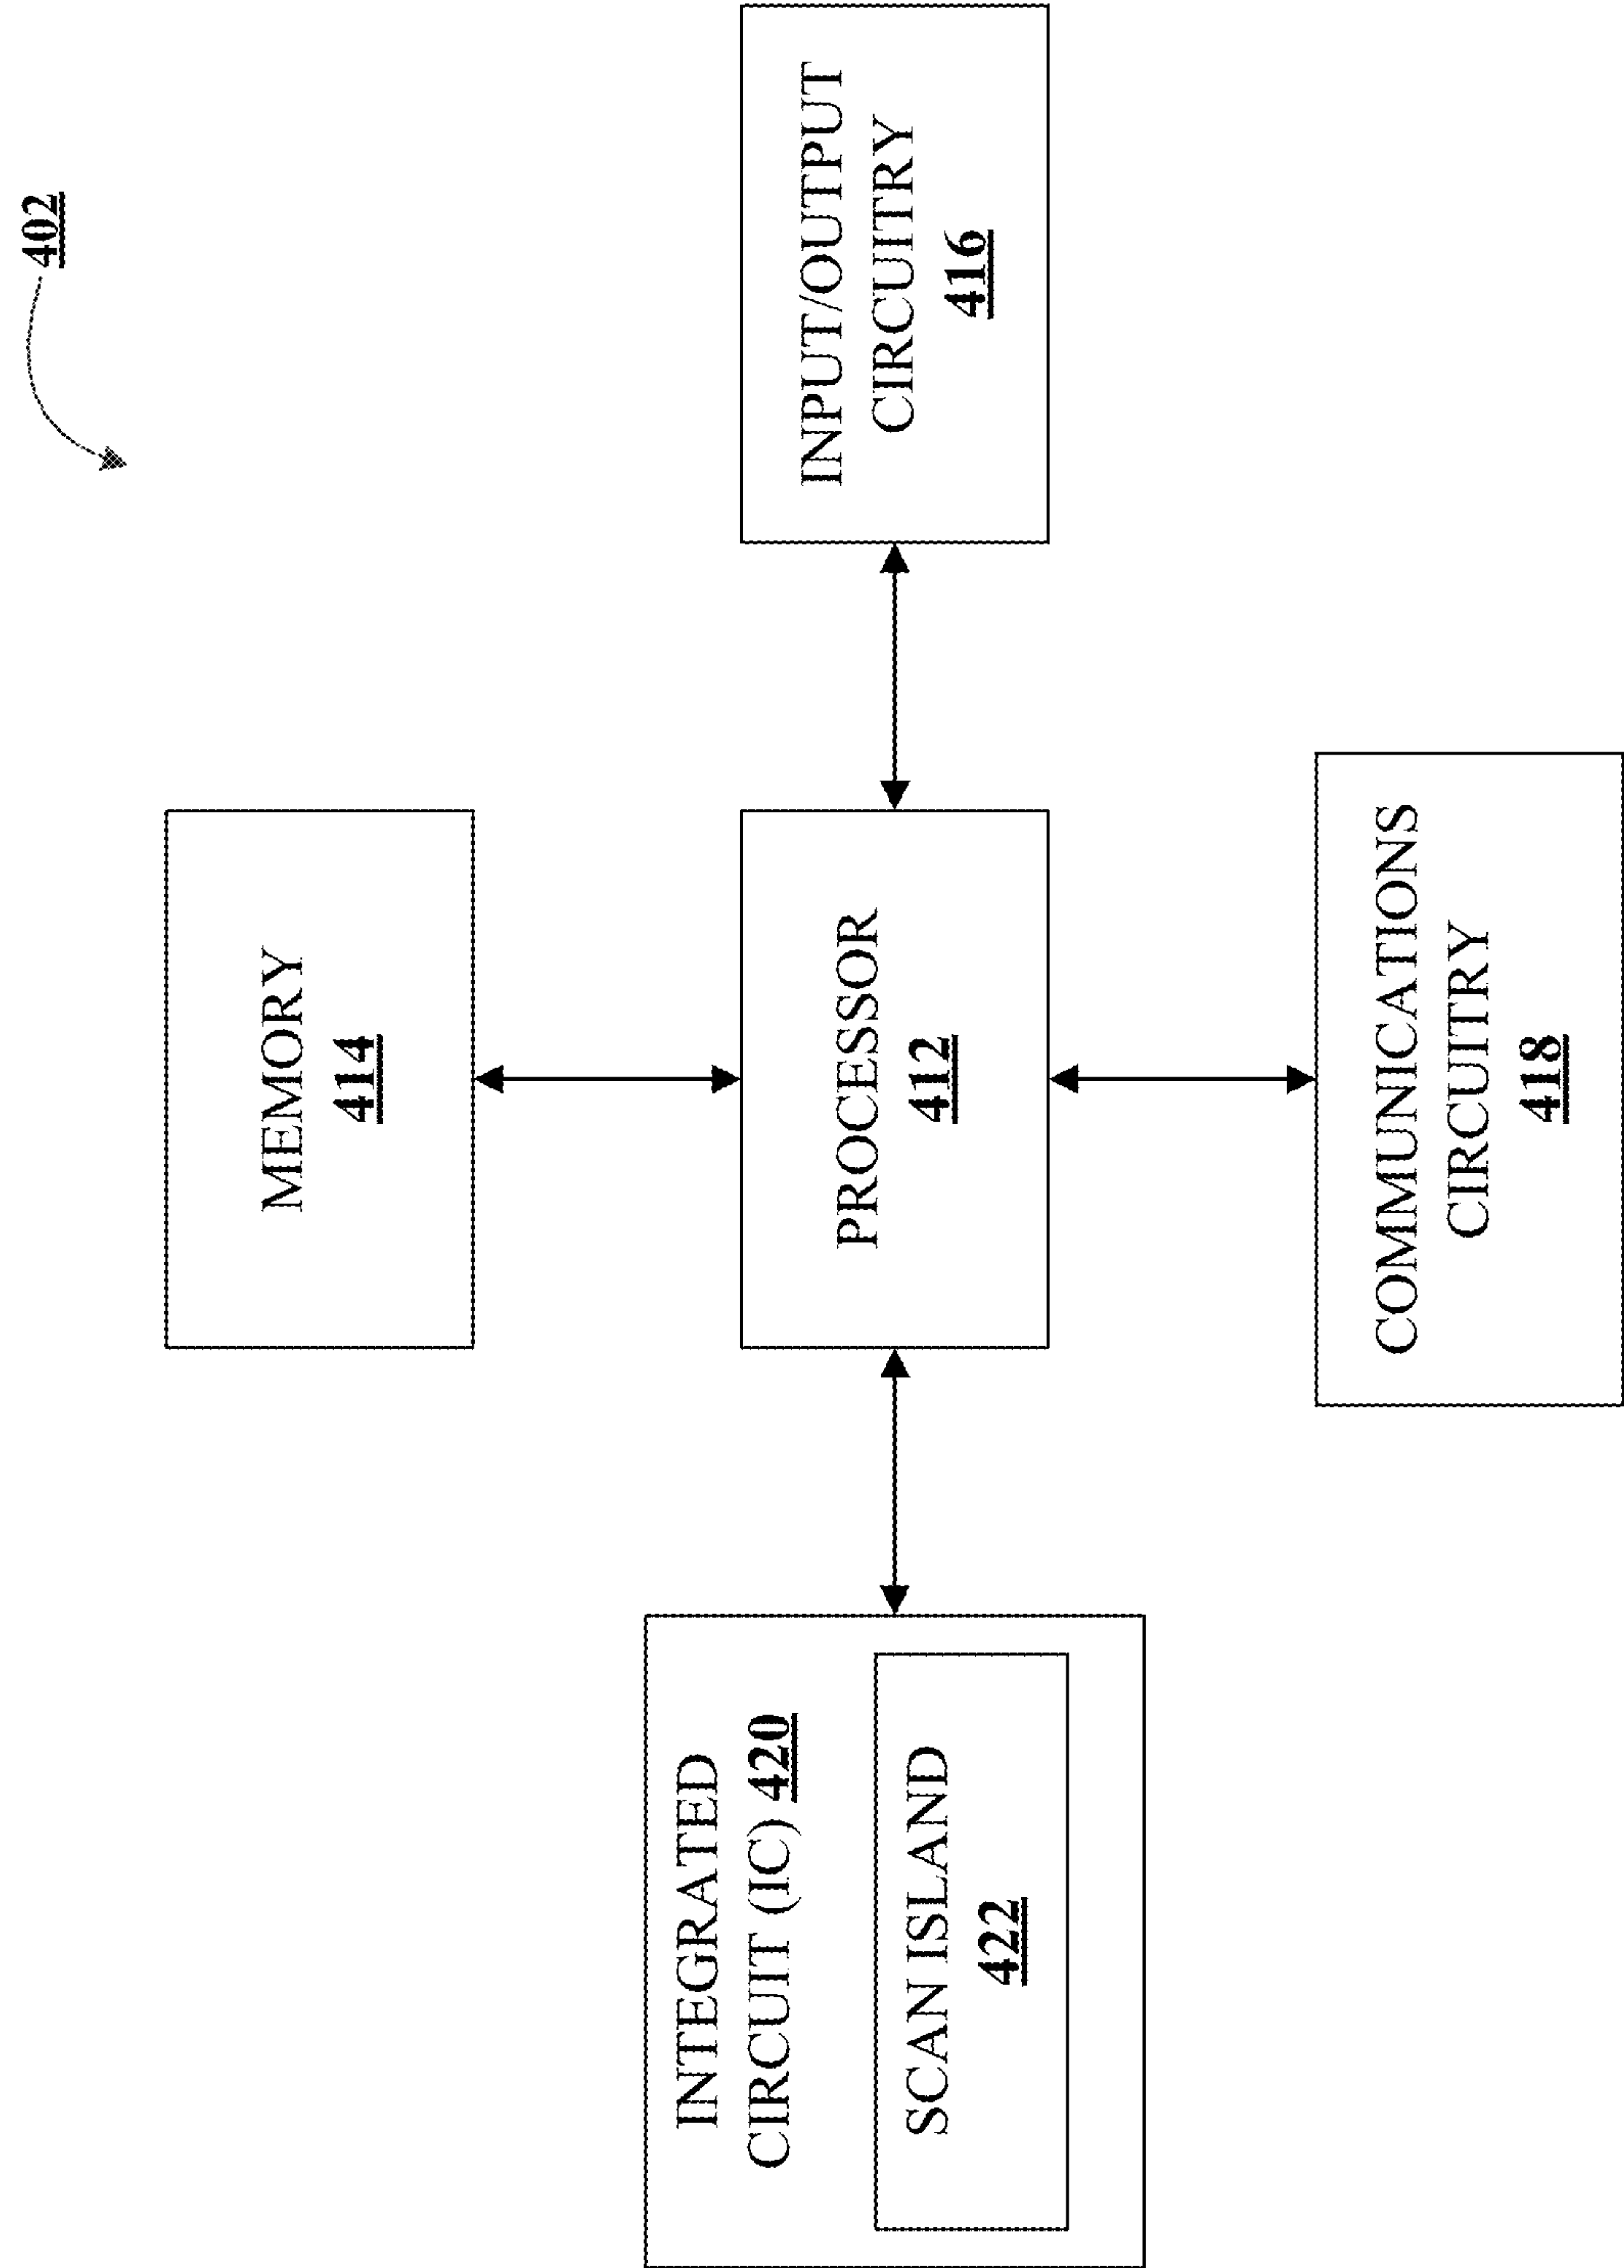 402
MEMORY
414
INTEGRATED
CIRCUIT (IC) 420
SCAN ISLAND
422
PROCESSOR
412
INPUT/OUTPUT
CIRCUITRY
416
COMMUNICATIONS
CIRCUITRY
418